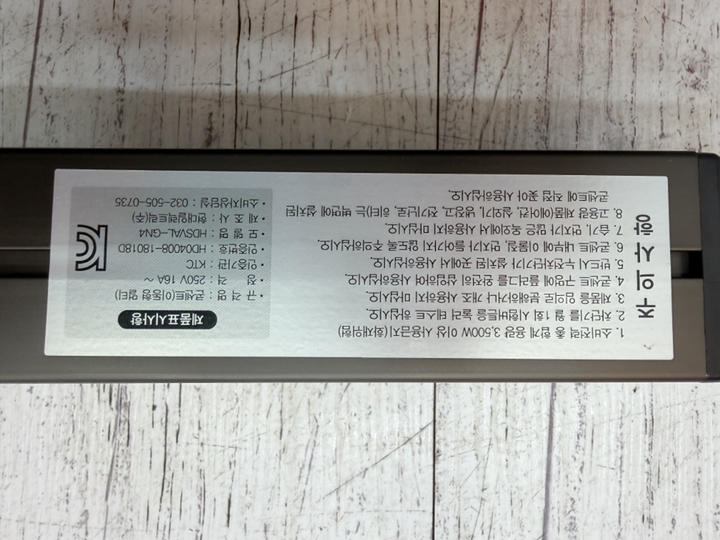 주의사항
1. 소비전력 총 합계 용량 3,600W 이상 사용금지(화재위험)
2. 차단기를 월 1회 시험버튼을 눌러 테스트 하십시오.
3. 제품을 임의로 분해하거나 개조 사용하지 마십시오.
4. 콘센트 구멍에 플러그를 완전히 삽입하여 사용하십시오.
5. 반드시 누전차단기가 설치된 곳에서 사용하십시오.
6. 콘센트 내부에 이물질, 먼지가 들어가지 않도록 주의 하십시오.
7. 습기, 먼지가 많은 곳에서 사용하지 마십시오.
8. 고용량 제품(에어컨, 살외기, 냉장고, 전기난로, 히터)는 벽면에 설치된
콘센트에 직접 꽂아 사용하십시오.
제품표시사항
• 규격명 : 콘센트(이동형 멀티)
• 정격 : 250V 16A ~
• 인증기관 : KTC
• 인증번호 : HD04008-18018D
• 모델명 : HDSVAL-GN4
• 제조사 : 현대일렉트릭(주)
• 소비자상담실 : 032-505-0735